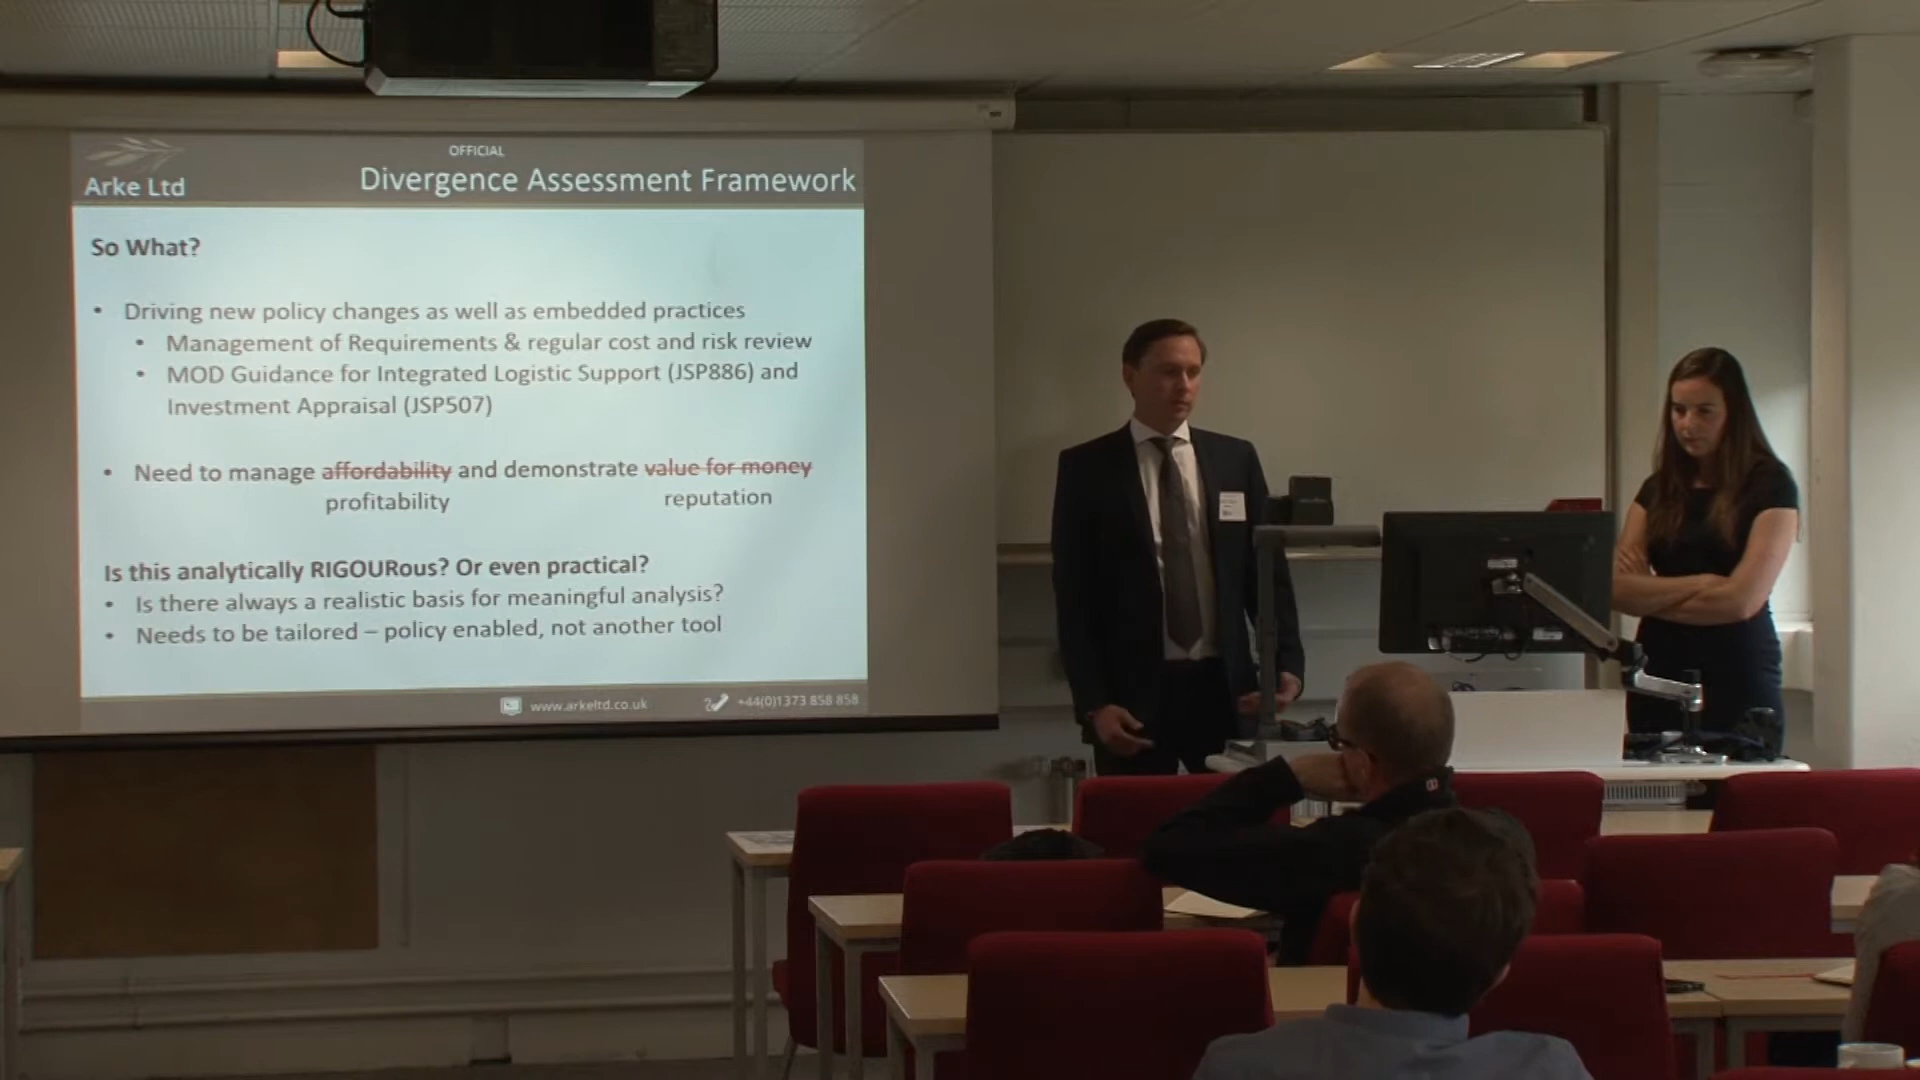 OFFICIAL
Arke Ltd
Divergence Assessment Framework
So What?
• Driving new policy changes as well as embedded practices
• Management of Requirements & regular cost and risk review
• MOD Guidance for Integrated Logistic Support (JSP886) and
Investment Appraisal (JSP507)
• Need to manage affordability and demonstrate value for money
profitability reputation
Is this analytically RIGOURous? Or even practical?
• Is there always a realistic basis for meaningful analysis?
• Needs to be tailored – policy enabled, not another tool
www.arkeltd.co.uk +44(0)1373 858 858